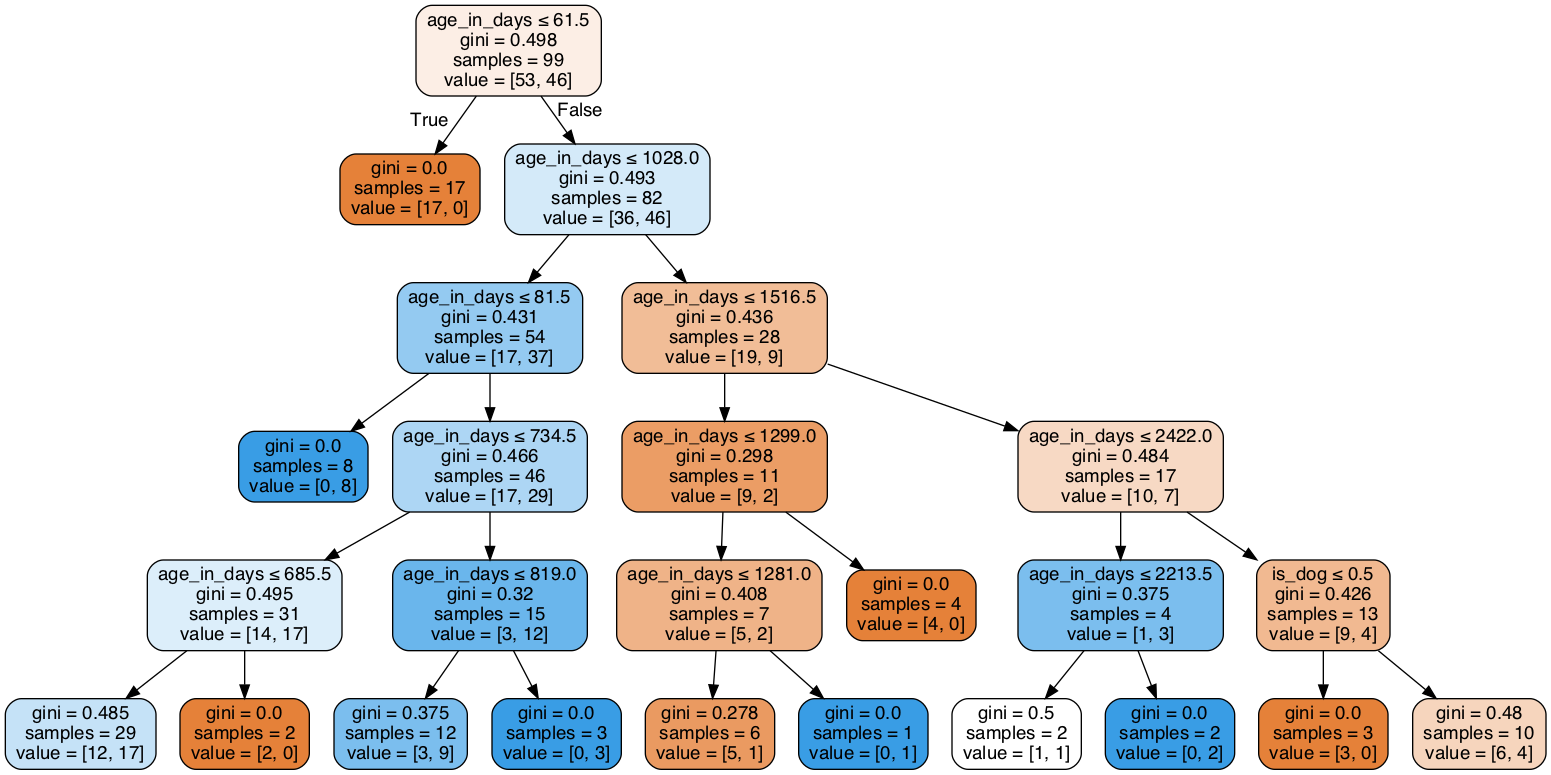 age_in_days ≤ 61.5
gini = 0.498
samples = 99
value = [53, 46]
True
False
gini = 0.0
samples = 17
value = [17, 0]
age_in_days ≤ 1028.0
gini = 0.493
samples = 82
value = [36, 46]
age_in_days ≤ 81.5
gini = 0.431
samples = 54
value = [17, 37]
age_in_days ≤ 1516.5
gini = 0.436
samples = 28
value = [19, 9]
gini = 0.0
samples = 8
value = [0, 8]
age_in_days ≤ 734.5
gini = 0.466
samples = 46
value = [17, 29]
age_in_days ≤ 1299.0
gini = 0.298
samples = 11
value = [9, 2]
age_in_days ≤ 2422.0
gini = 0.484
samples = 17
value = [10, 7]
age_in_days ≤ 685.5
gini = 0.495
samples = 31
value = [14, 17]
age_in_days ≤ 819.0
gini = 0.32
samples = 15
value = [3, 12]
age_in_days ≤ 1281.0
gini = 0.408
samples = 7
value = [5, 2]
gini = 0.0
samples = 4
value = [4, 0]
age_in_days ≤ 2213.5
gini = 0.375
samples = 4
value = [1, 3]
is_dog ≤ 0.5
gini = 0.426
samples = 13
value = [9, 4]
gini = 0.485
samples = 29
value = [12, 17]
gini = 0.0
samples = 2
value = [2, 0]
gini = 0.375
samples = 12
value = [3, 9]
gini = 0.0
samples = 3
value = [0, 3]
gini = 0.278
samples = 6
value = [5, 1]
gini = 0.0
samples = 1
value = [0, 1]
gini = 0.5
samples = 2
value = [1, 1]
gini = 0.0
samples = 2
value = [0, 2]
gini = 0.0
samples = 3
value = [3, 0]
gini = 0.48
samples = 10
value = [6, 4]